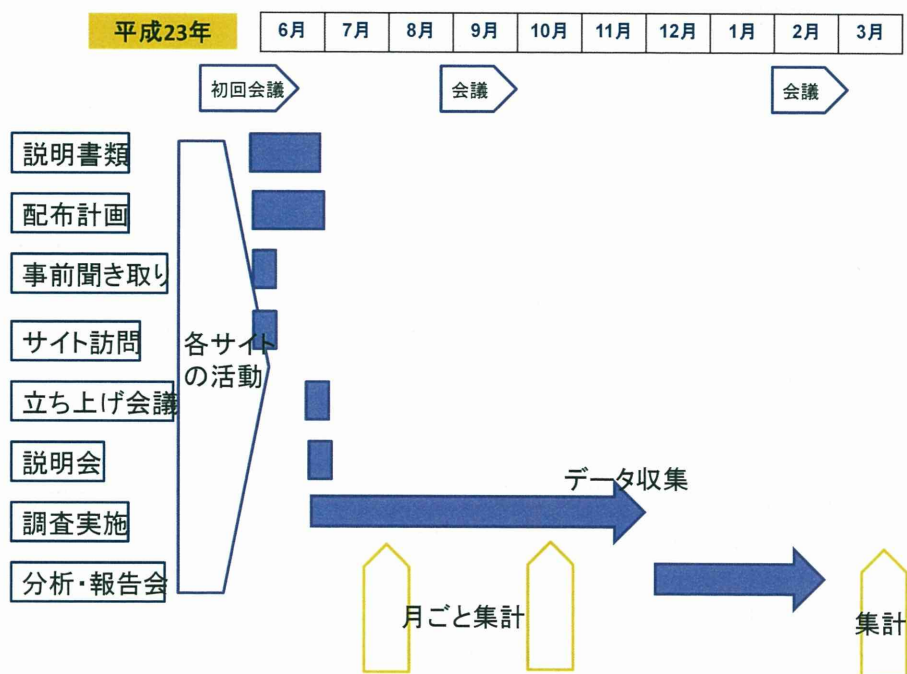 平成23年
6月 7月 8月 9月 10月 11月 12月 1月 2月 3月
初回会議 会議 会議
説明書類
配布計画
事前聞き取り
サイト訪問
各サイト
の活動
立ち上げ会議
説明会
データ収集
調査実施
分析・報告会
月ごと集計
集計